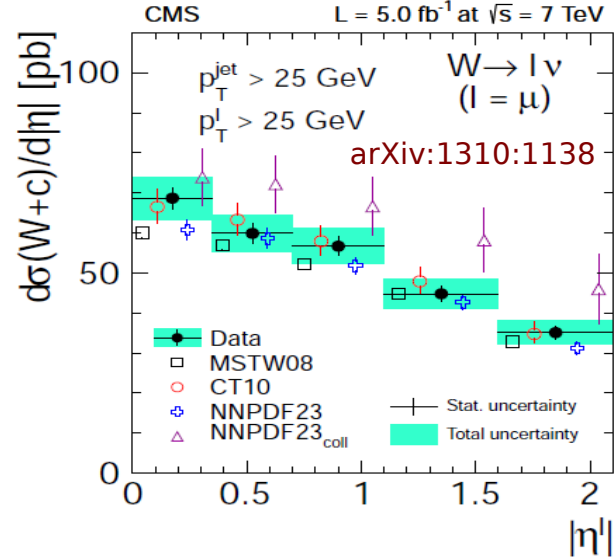 CMS L = 5.0 fb⁻¹ at √s = 7 TeV
dσ(W+c)/d|η| [pb]
100
50
0
p_T^jet > 25 GeV
p_T^l > 25 GeV
W→ l ν
(l = μ)
arXiv:1310:1138
Data
MSTW08
CT10
NNPDF23
NNPDF23_coll
Stat. uncertainty
Total uncertainty
0 0.5 1 1.5 2
|η^l|